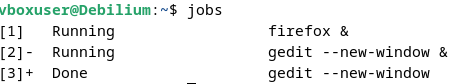 vboxuser@Debilium:~$ jobs
[1]   Running                 firefox &
[2]-  Running                 gedit --new-window &
[3]+  Done                    gedit --new-window